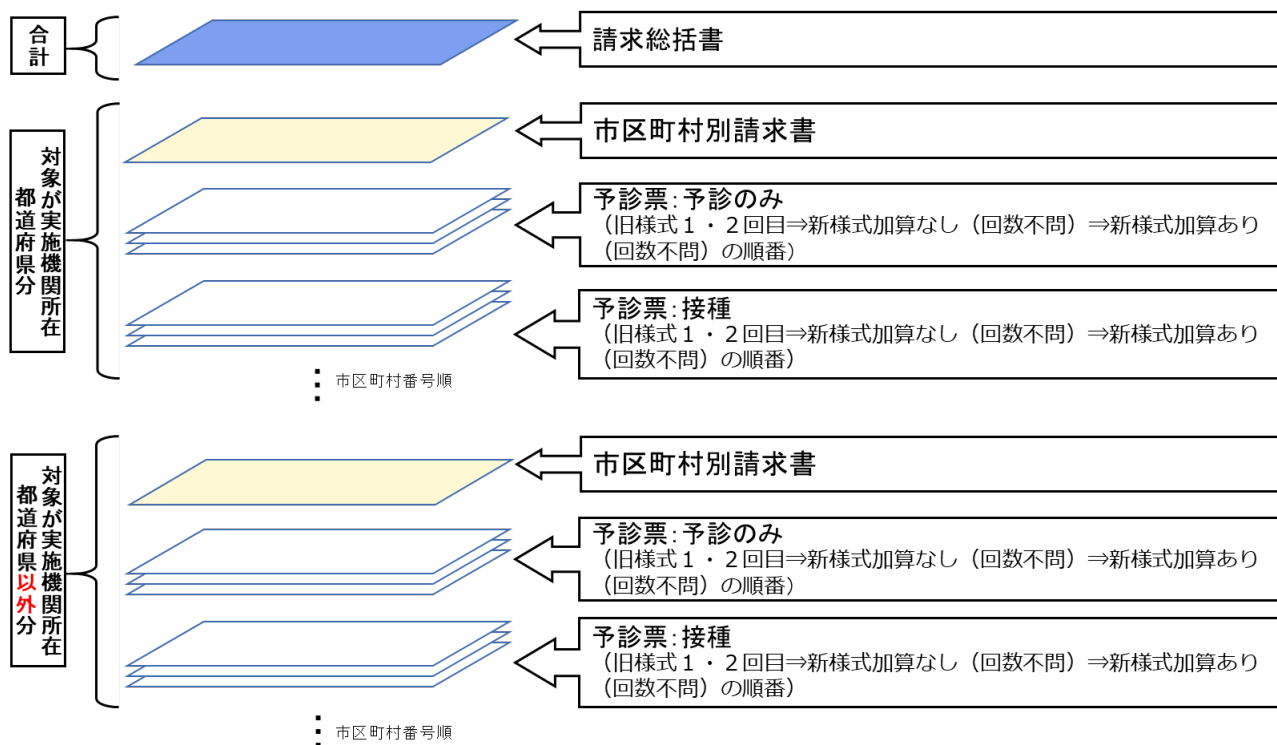 合計
請求総括書
対象が実施機関所在
都道府県分
市区町村別請求書
予診票:予診のみ
(旧様式1・2回目⇒新様式加算なし(回数不問)⇒新様式加算あり
(回数不問)の順番)
予診票:接種
(旧様式1・2回目⇒新様式加算なし(回数不問)⇒新様式加算あり
(回数不問)の順番)
市区町村番号順
対象が実施機関所在
都道府県以外分
市区町村別請求書
予診票:予診のみ
(旧様式1・2回目⇒新様式加算なし(回数不問)⇒新様式加算あり
(回数不問)の順番)
予診票:接種
(旧様式1・2回目⇒新様式加算なし(回数不問)⇒新様式加算あり
(回数不問)の順番)
市区町村番号順